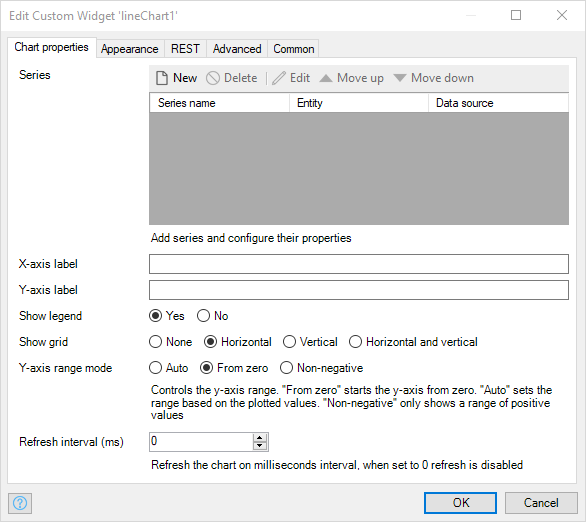 Edit Custom Widget 'lineChart1'
Chart properties Appearance REST Advanced Common
Series
New Delete Edit Move up Move down
Series name Entity Data source
Add series and configure their properties
X-axis label
Y-axis label
Show legend Yes No
Show grid None Horizontal Vertical Horizontal and vertical
Y-axis range mode Auto From zero Non-negative
Controls the y-axis range. "From zero" starts the y-axis from zero. "Auto" sets the
range based on the plotted values. "Non-negative" only shows a range of positive
values
Refresh interval (ms) 0
Refresh the chart on milliseconds interval, when set to 0 refresh is disabled
? OK Cancel